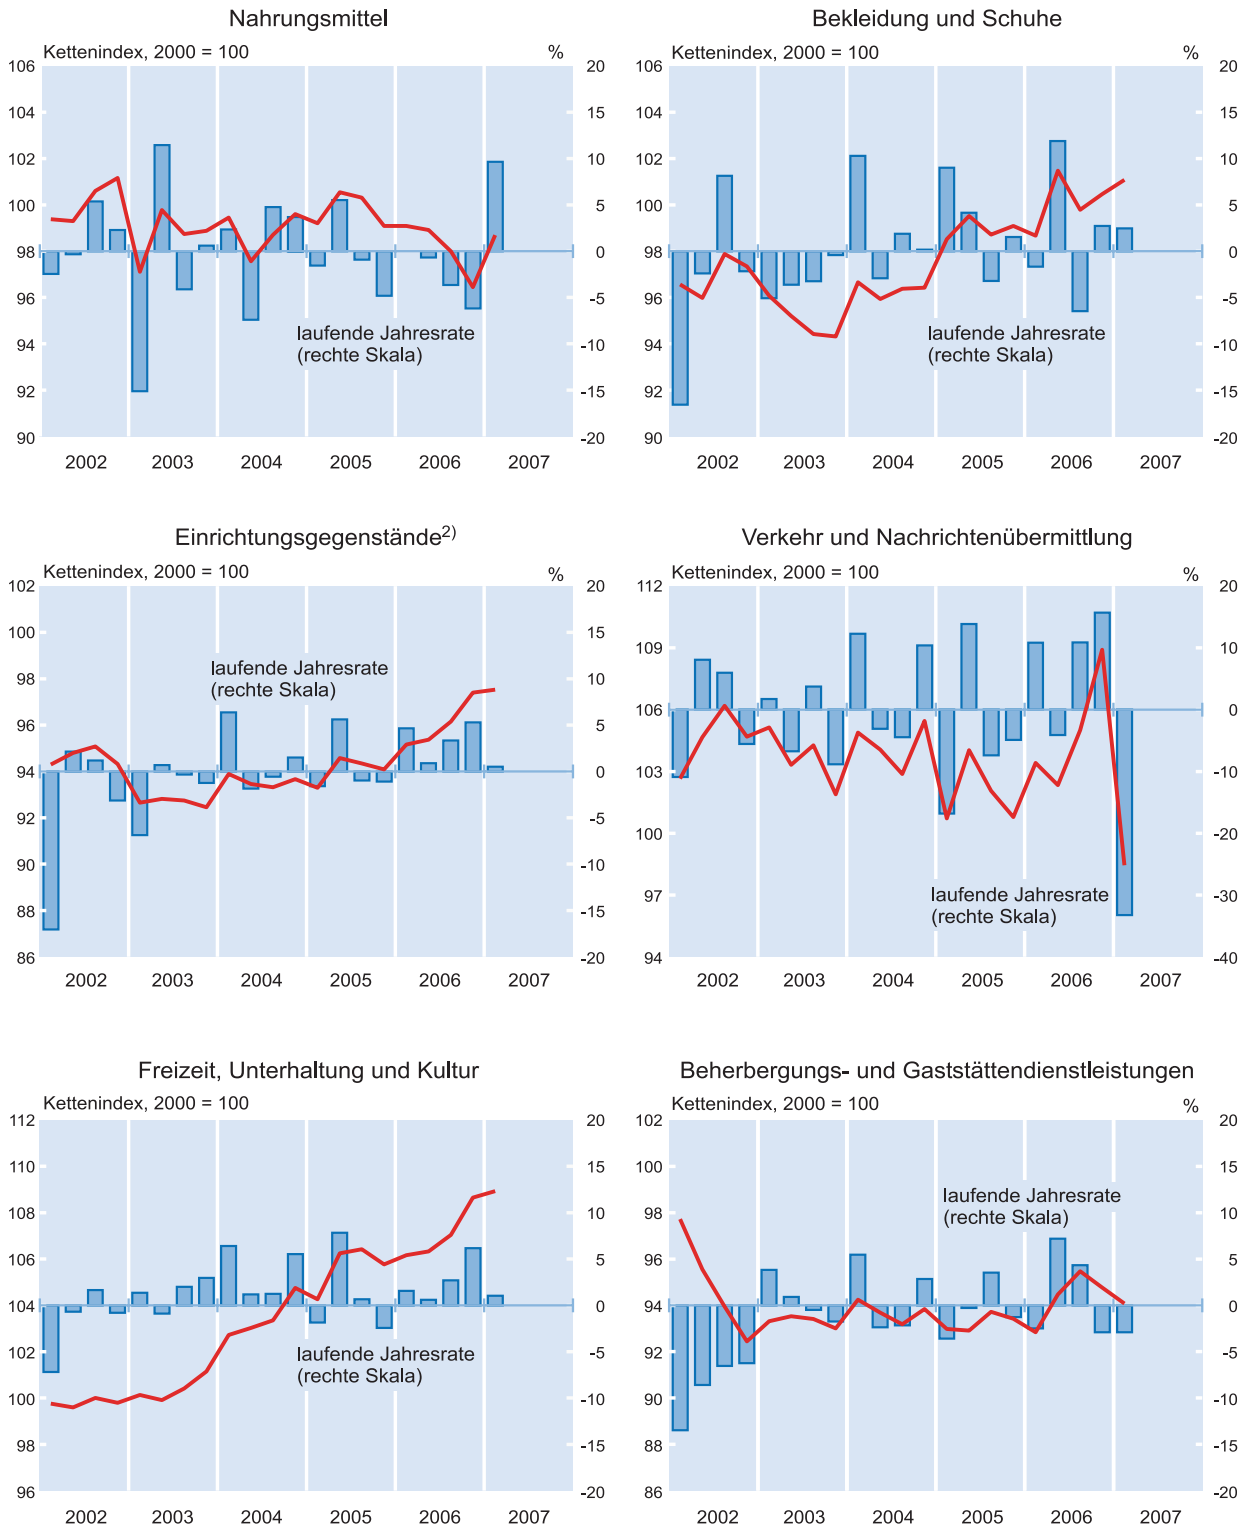 Nahrungsmittel
Kettenindex, 2000 = 100 %
106 20
104 15
102 10
100 5
98 0
96 -5
94 -10
92 -15
90 -20
laufende Jahresrate
(rechte Skala)
2002 2003 2004 2005 2006 2007
Bekleidung und Schuhe
Kettenindex, 2000 = 100 %
106 20
104 15
102 10
100 5
98 0
96 -5
94 -10
92 -15
90 -20
laufende Jahresrate
(rechte Skala)
2002 2003 2004 2005 2006 2007
Einrichtungsgegenstände2)
Kettenindex, 2000 = 100 %
102 20
100 15
98 10
96 5
94 0
92 -5
90 -10
88 -15
86 -20
laufende Jahresrate
(rechte Skala)
2002 2003 2004 2005 2006 2007
Verkehr und Nachrichtenübermittlung
Kettenindex, 2000 = 100 %
112 20
109 10
106 0
103 -10
100 -20
97 -30
94 -40
laufende Jahresrate
(rechte Skala)
2002 2003 2004 2005 2006 2007
Freizeit, Unterhaltung und Kultur
Kettenindex, 2000 = 100
112 20
110 15
108 10
106 5
104 0
102 -5
100 -10
98 -15
96 -20
laufende Jahresrate
(rechte Skala)
2002 2003 2004 2005 2006 2007
Beherbergungs- und Gaststättendienstleistungen
Kettenindex, 2000 = 100 %
102 20
100 15
98 10
96 5
94 0
92 -5
90 -10
88 -15
86 -20
laufende Jahresrate
(rechte Skala)
2002 2003 2004 2005 2006 2007